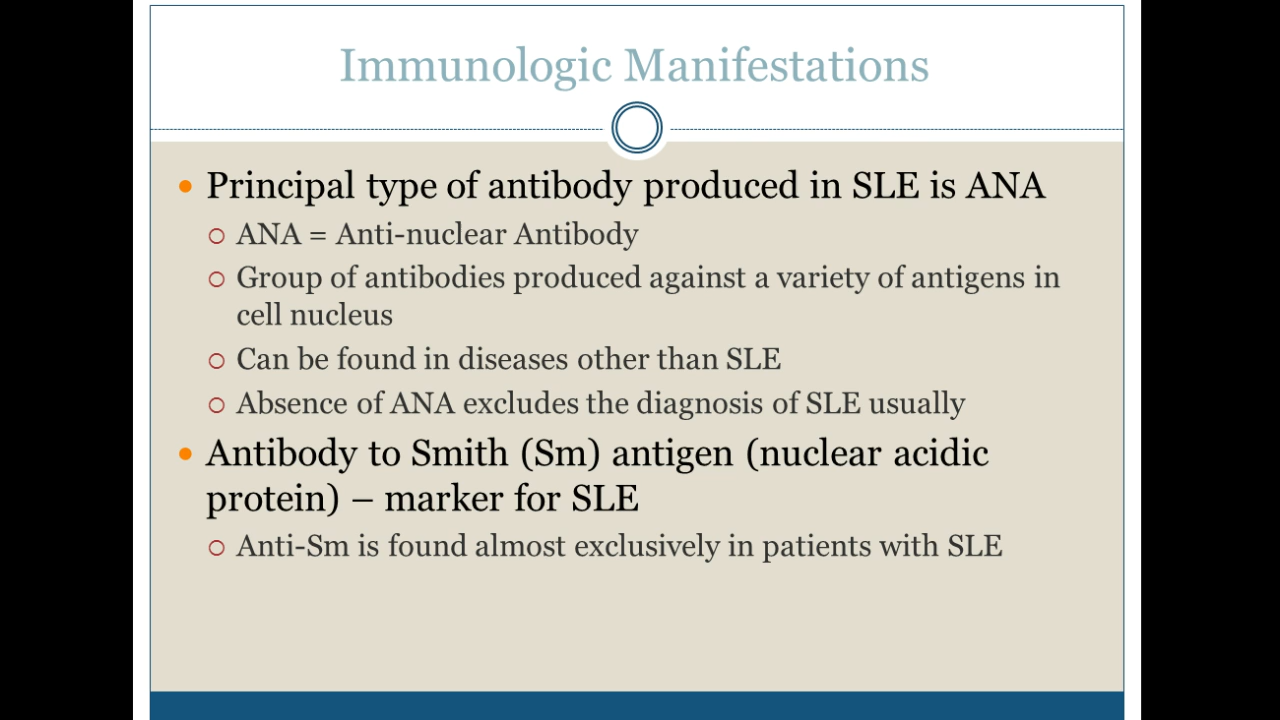 Immunologic Manifestations
Principal type of antibody produced in SLE is ANA
ANA = Anti-nuclear Antibody
Group of antibodies produced against a variety of antigens in
cell nucleus
Can be found in diseases other than SLE
Absence of ANA excludes the diagnosis of SLE usually
Antibody to Smith (Sm) antigen (nuclear acidic
protein) – marker for SLE
Anti-Sm is found almost exclusively in patients with SLE